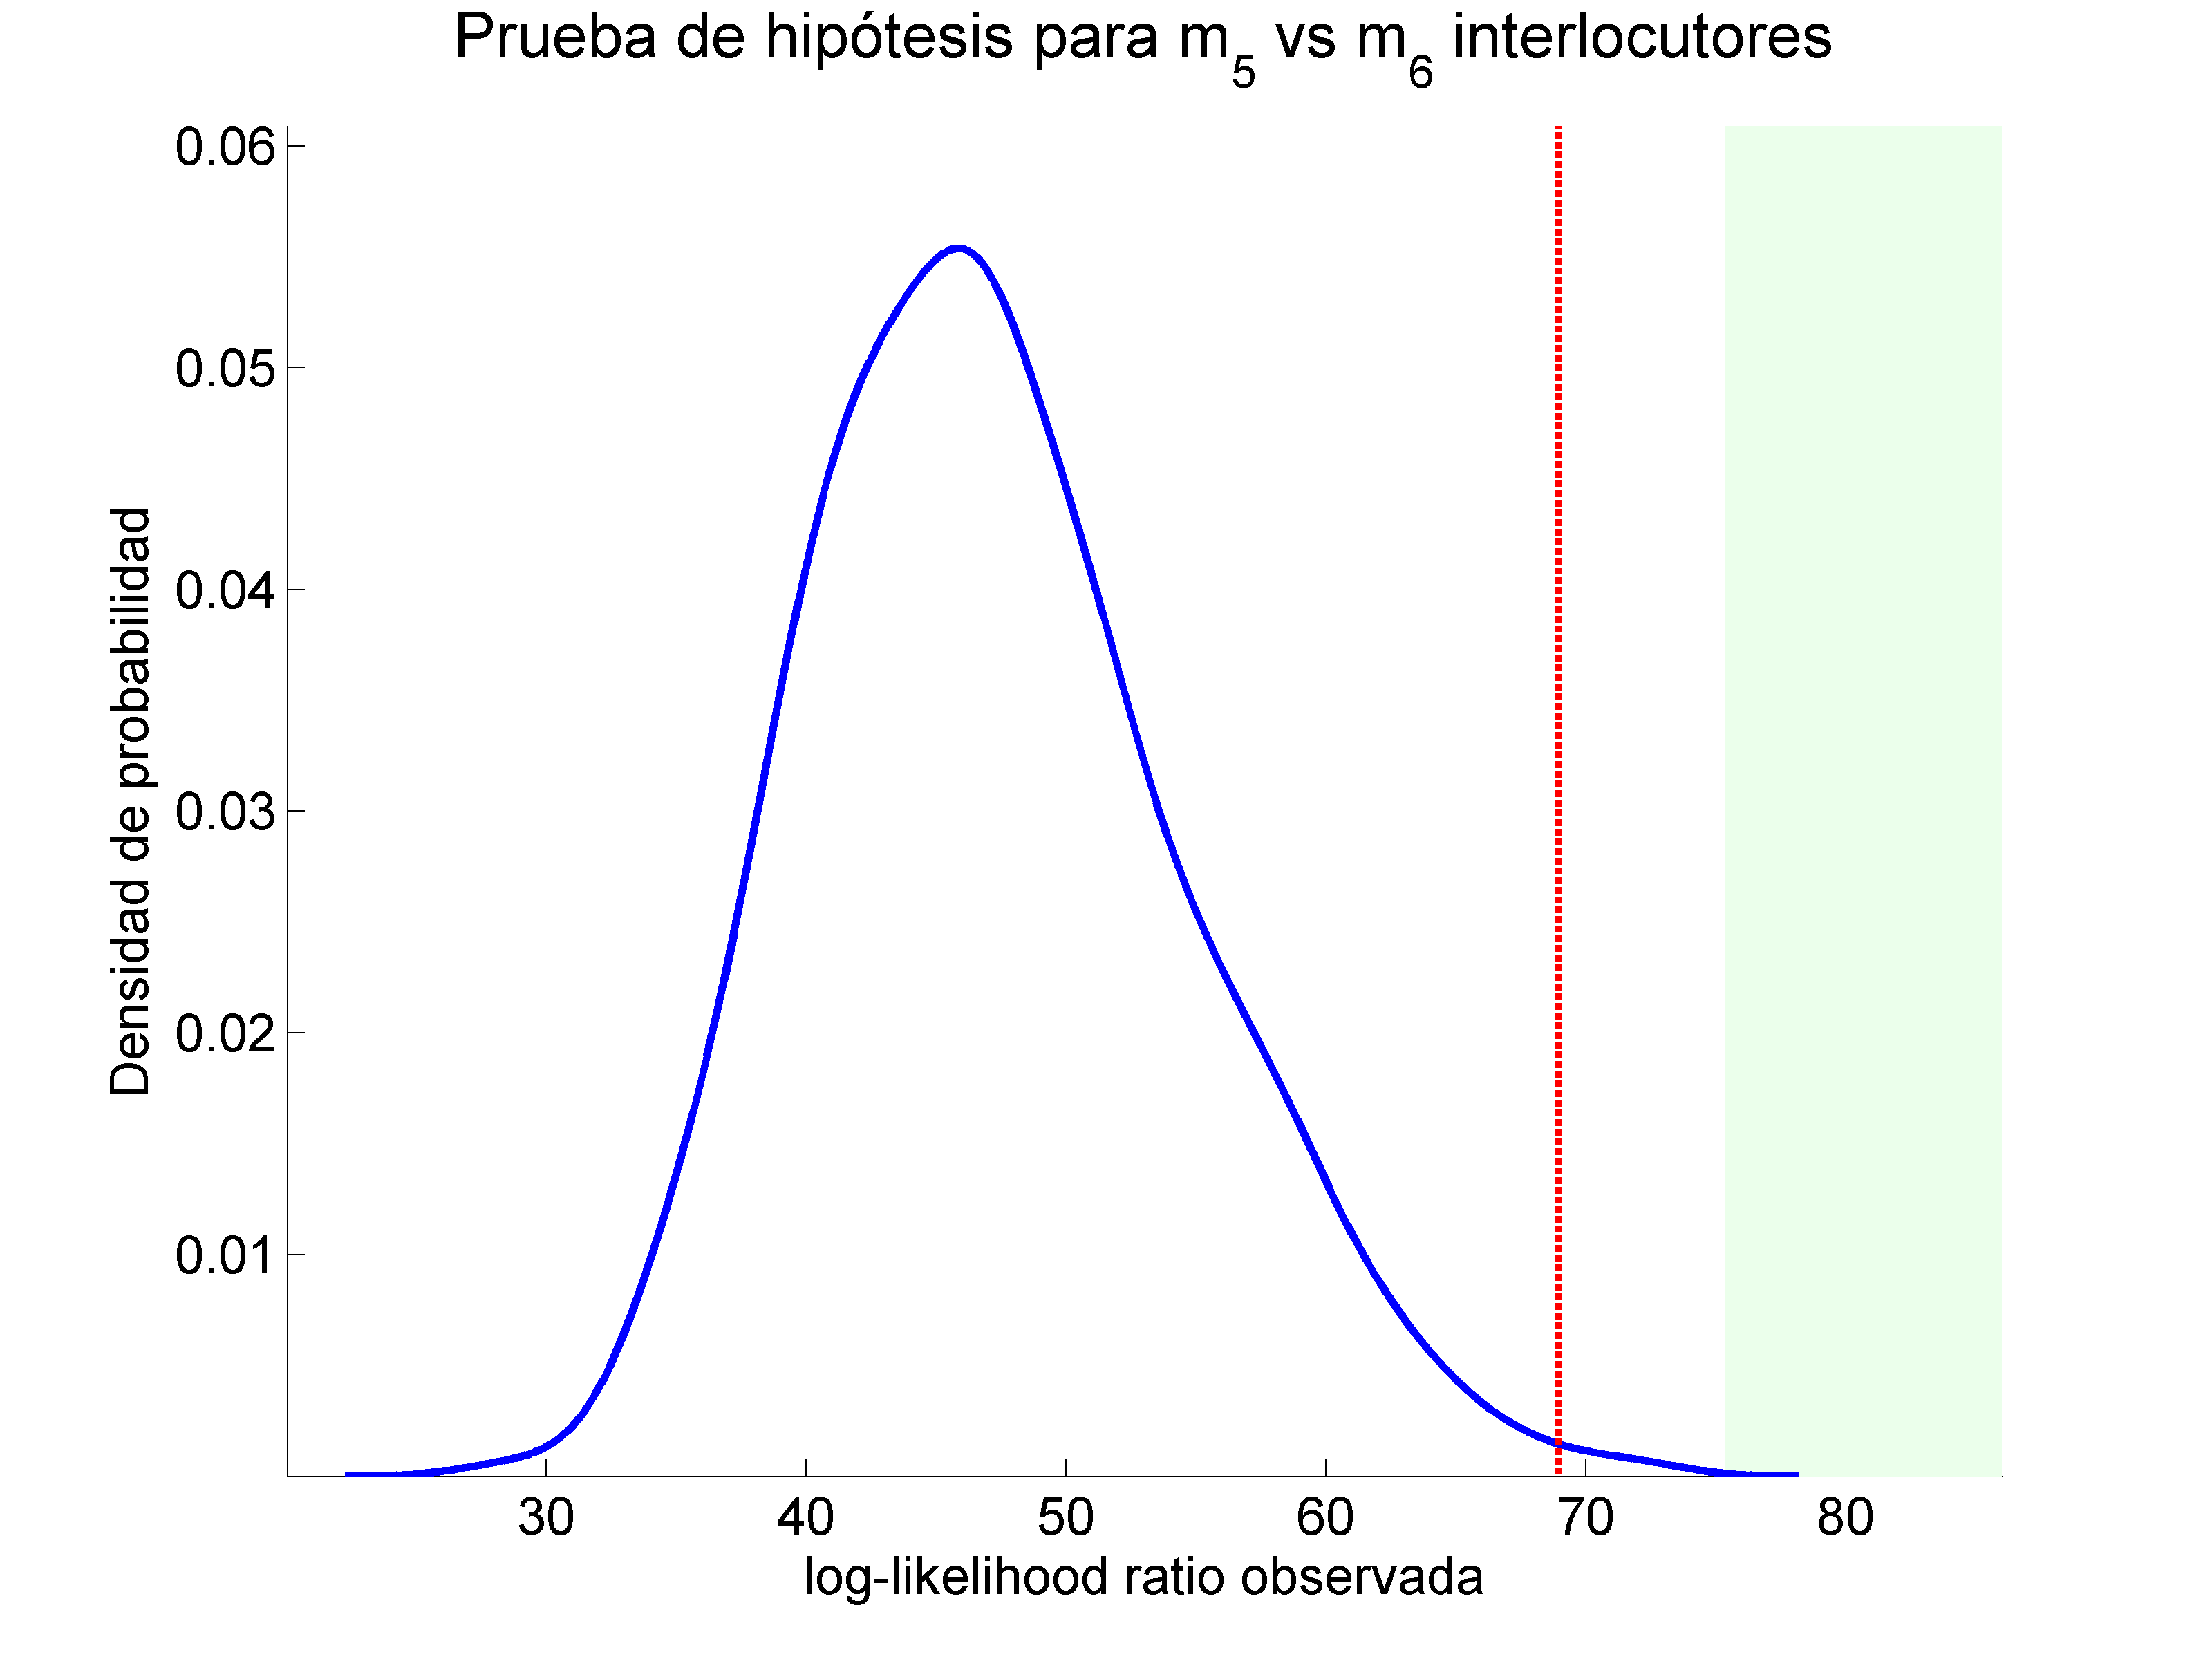 Prueba de hipótesis para m5 vs m6 interlocutores
0.06
0.05
0.04
0.03
0.02
0.01
Densidad de probabilidad
30 40 50 60 70 80
log-likelihood ratio observada